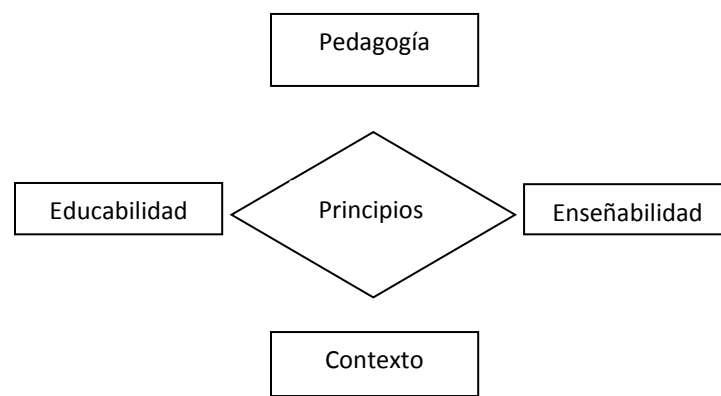 Pedagogía
Educabilidad
Principios
Enseñabilidad
Contexto